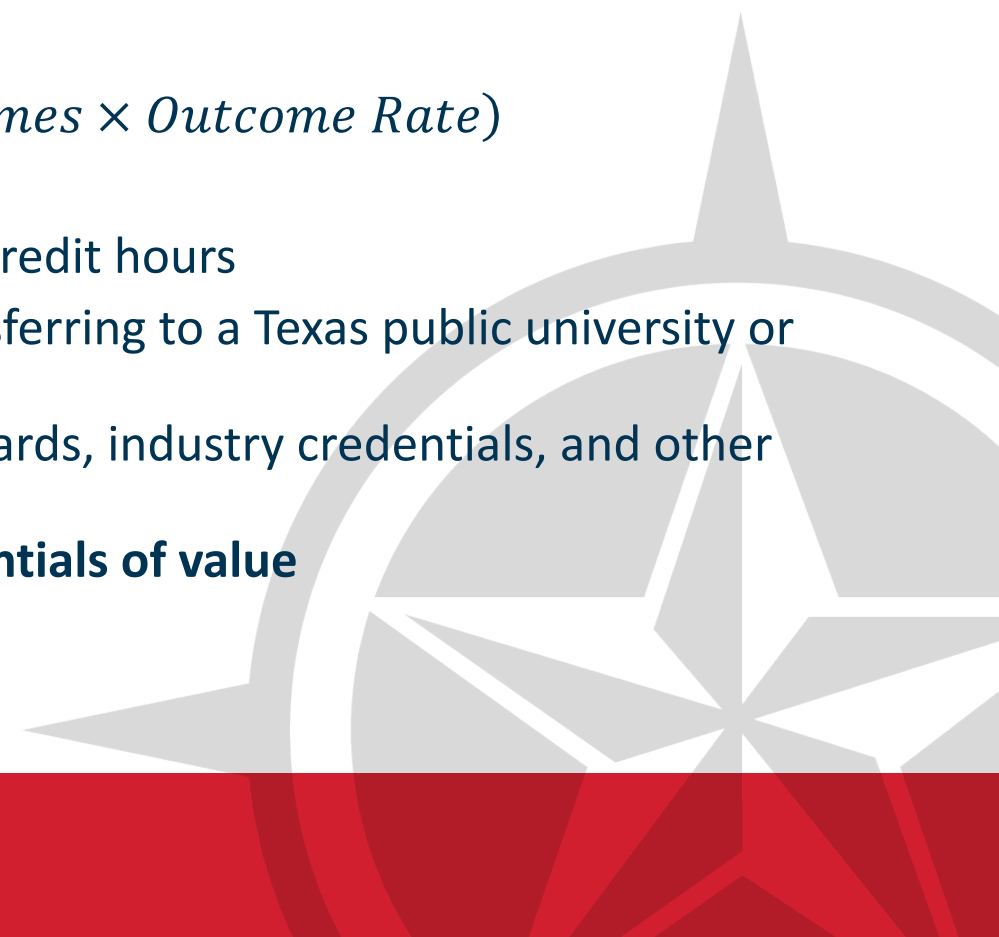 mes × Outcome Rate)
redit hours
sferring to a Texas public university or
ards, industry credentials, and other
ntials of value